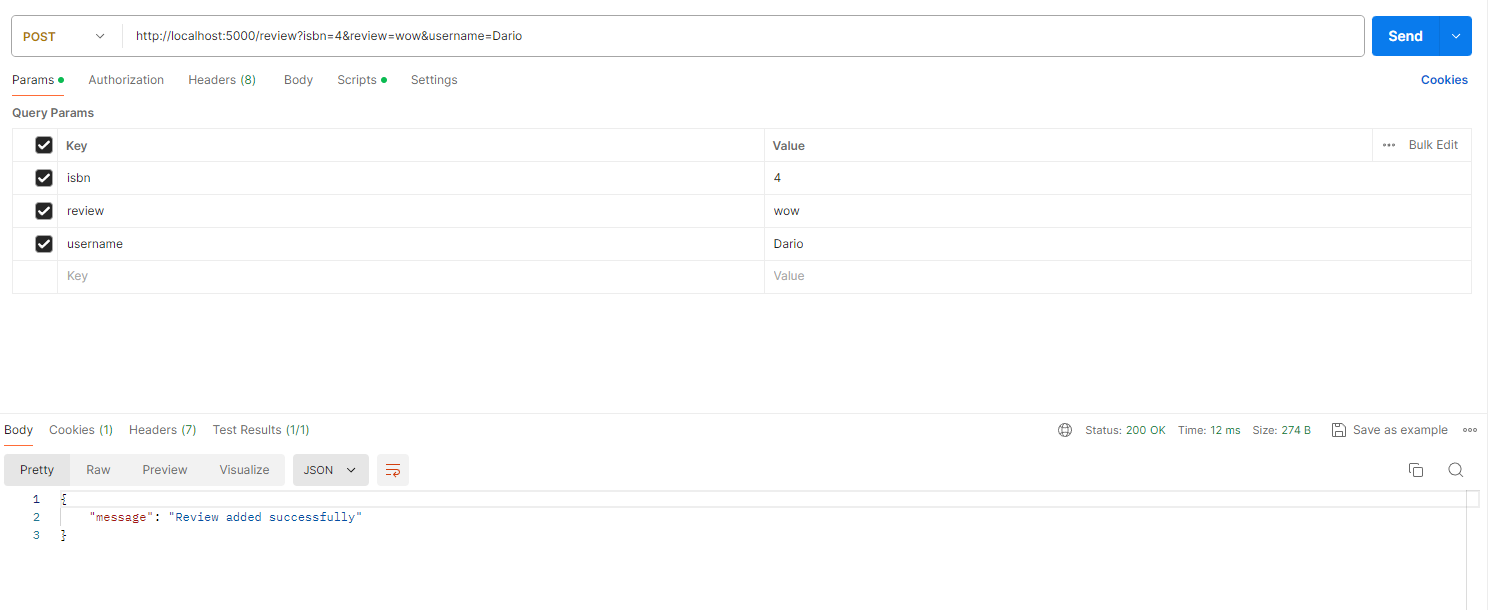 POST http://localhost:5000/review?isbn=4&review=wow&username=Dario Send
Params Authorization Headers (8) Body Scripts Settings Cookies
Query Params
Key Value Bulk Edit
isbn 4
review wow
username Dario
Key Value
Body Cookies (1) Headers (7) Test Results (1/1) Status: 200 OK Time: 12 ms Size: 274 B Save as example
Pretty Raw Preview Visualize JSON
1 {
2 "message": "Review added successfully"
3 }